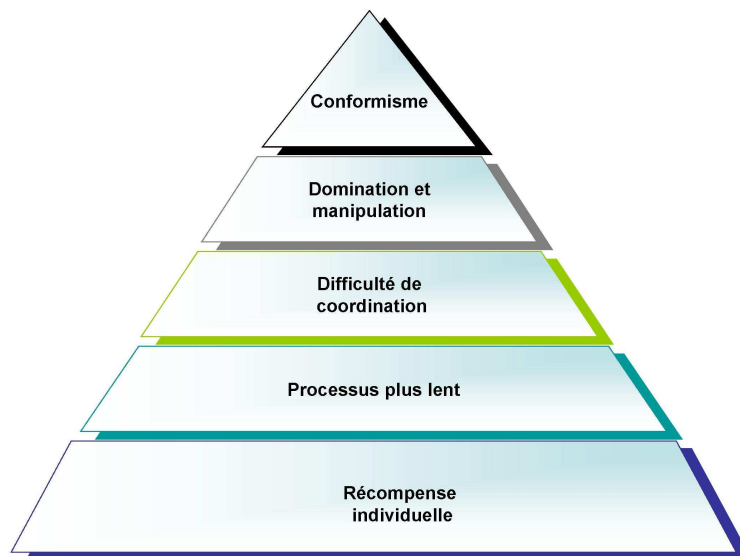 Conformisme
Domination et
manipulation
Difficulté de
coordination
Processus plus lent
Récompense
individuelle